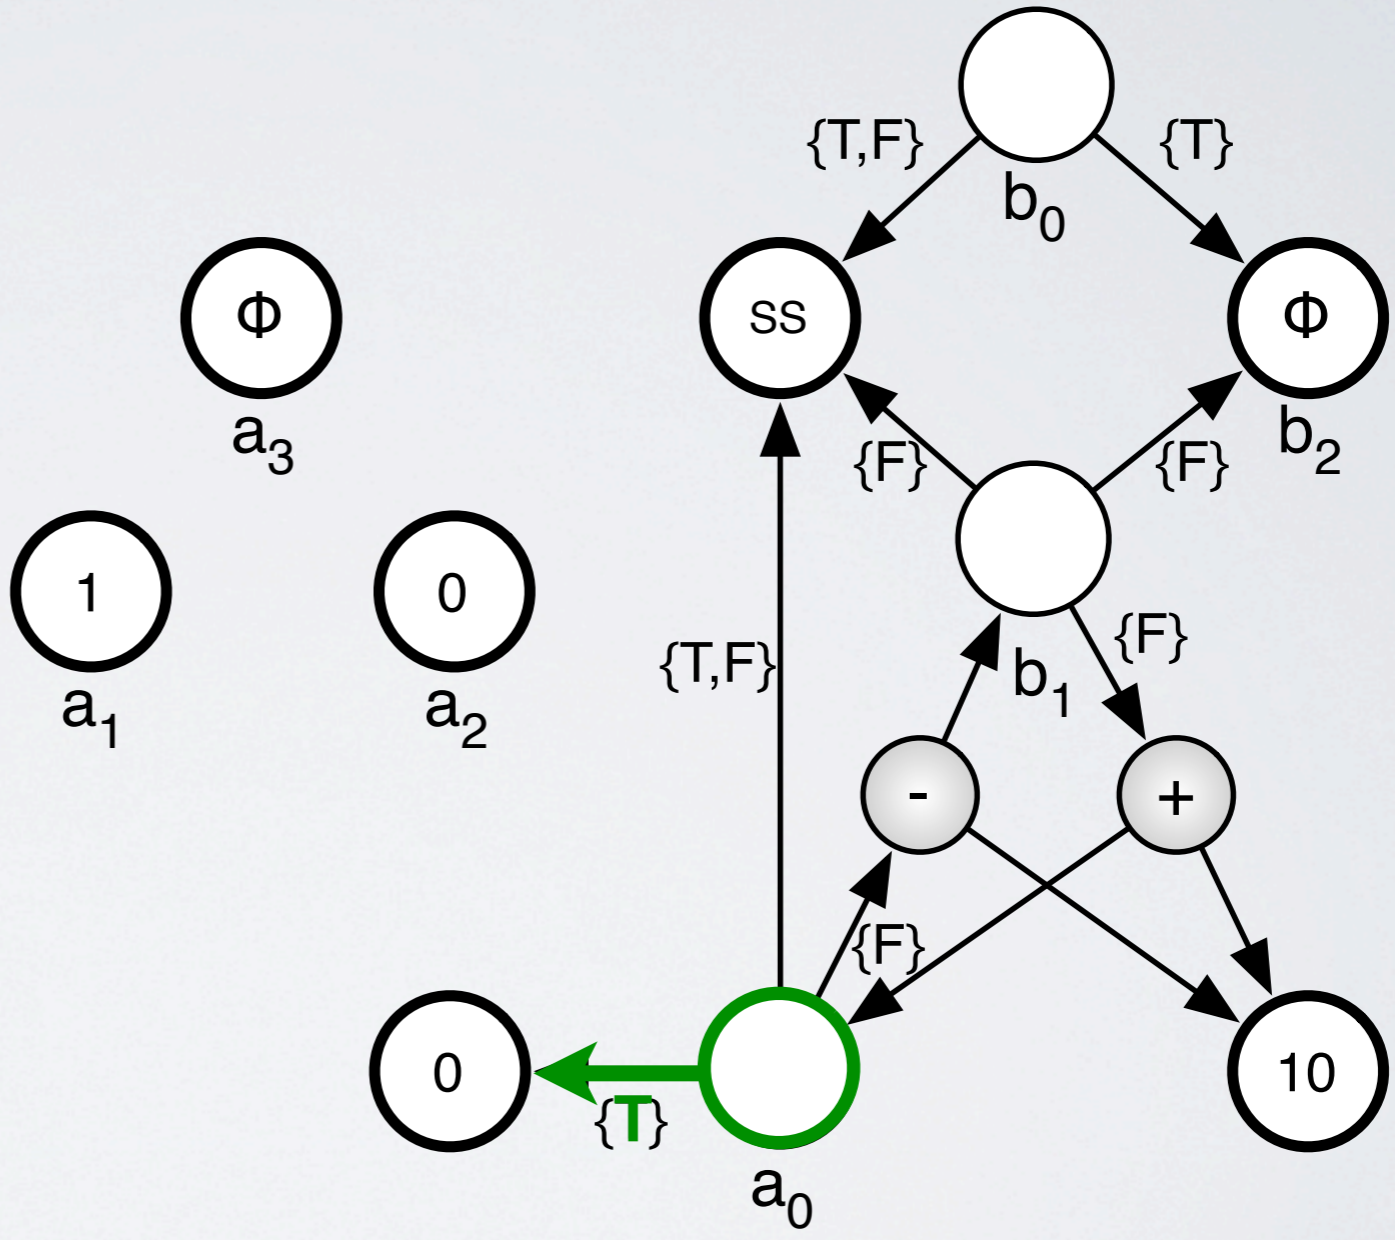 {T,F}
{T}
b₀
Φ
a₃
SS
Φ
b₂
{F}
{F}
1
a₁
0
a₂
{T,F}
b₁
{F}
-
+
{F}
0
{T}
a₀
10